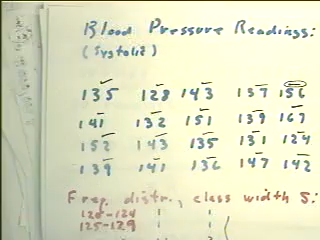 Blood Pressure Readings:
(Systolic)
135 128 143 137 156
141 132 151 139 167
152 143 135 131 124
139 141 136 147 142
Freq. distr., class width 5:
120-124
125-129